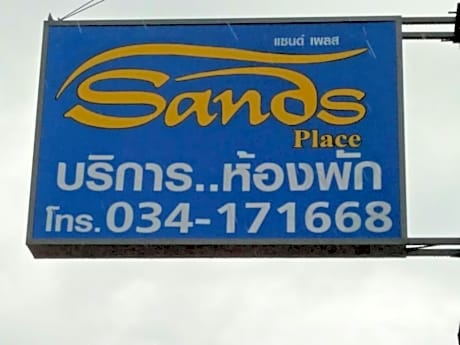 แซนด์ เพลส
Sands
Place
บริการ..ห้องพัก
โทร.034-171668